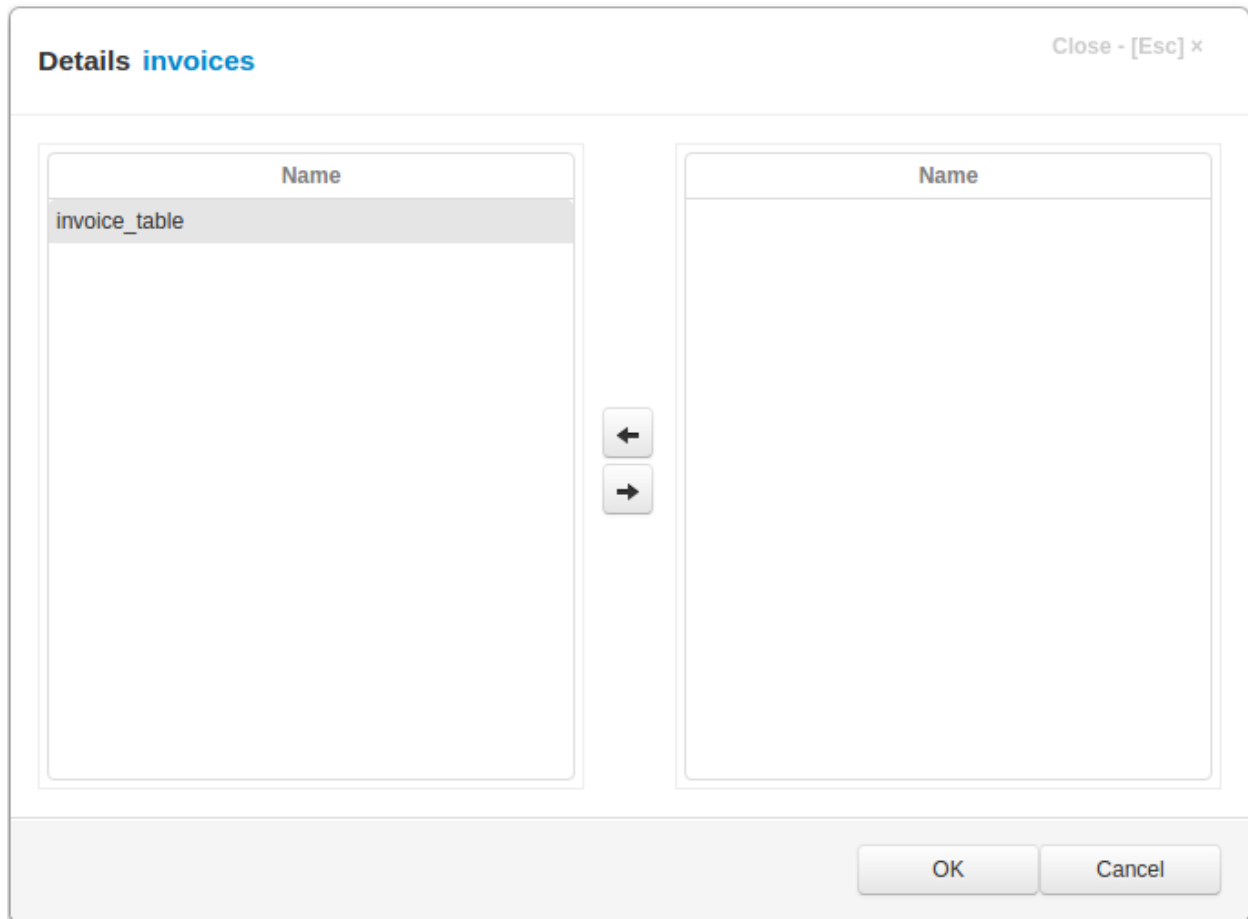 Details invoices
Close - [Esc] ×
Name
invoice_table
Name
OK
Cancel